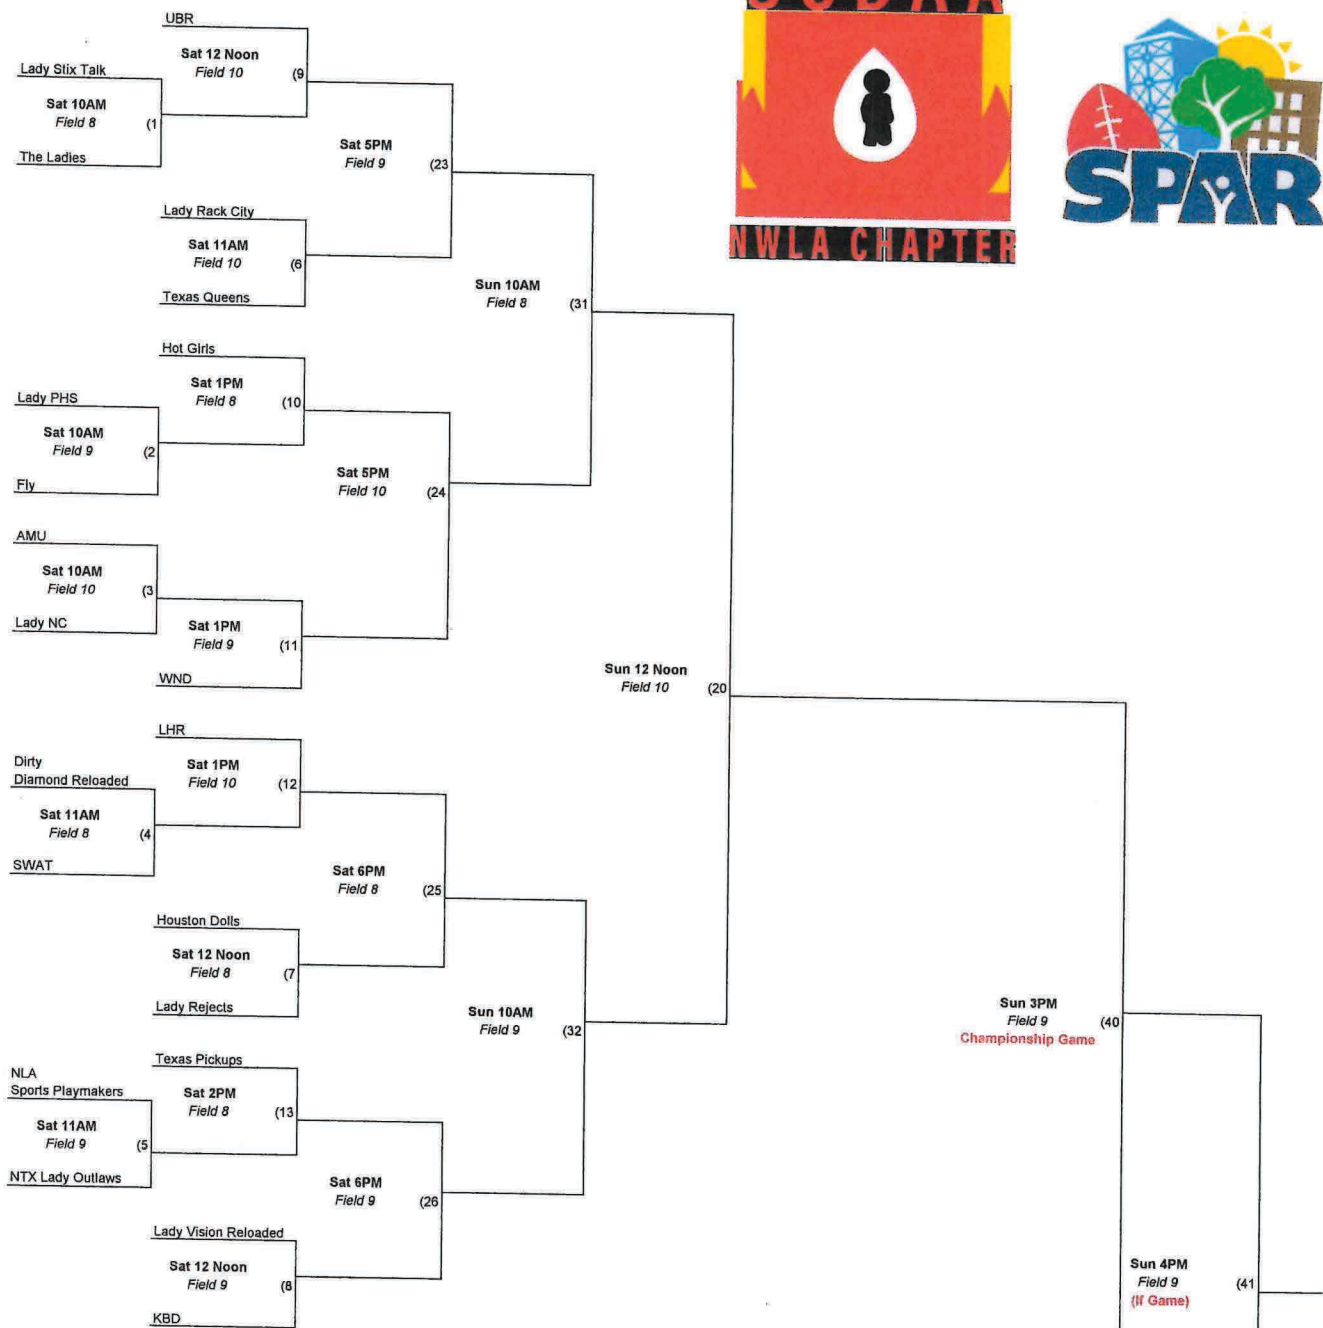 UBR
Sat 12 Noon
Field 10
(9
Lady Stix Talk
Sat 10AM
Field 8
(1
The Ladies
Sat 5PM
Field 9
(23
Lady Rack City
Sat 11AM
Field 10
(6
Texas Queens
Sun 10AM
Field 8
(31
Hot Girls
Sat 1PM
Field 8
(10
Lady PHS
Sat 10AM
Field 9
(2
Fly
Sat 5PM
Field 10
(24
AMU
Sat 10AM
Field 10
(3
Lady NC
Sat 1PM
Field 9
(11
WND
Sun 12 Noon
Field 10
(20
LHR
Dirty
Diamond Reloaded
Sat 1PM
Field 10
(12
Sat 11AM
Field 8
(4
SWAT
Sat 6PM
Field 8
(25
Houston Dolls
Sat 12 Noon
Field 8
(7
Lady Rejects
Sun 10AM
Field 9
(32
Texas Pickups
NLA
Sports Playmakers
Sat 2PM
Field 8
(13
Sat 11AM
Field 9
(5
NTX Lady Outlaws
Sat 6PM
Field 9
(26
Lady Vision Reloaded
Sat 12 Noon
Field 9
(8
KBD
Sun 3PM
Field 9
(40
Championship Game
Sun 4PM
Field 9
(41
(If Game)
NWLA CHAPTER
SPAR